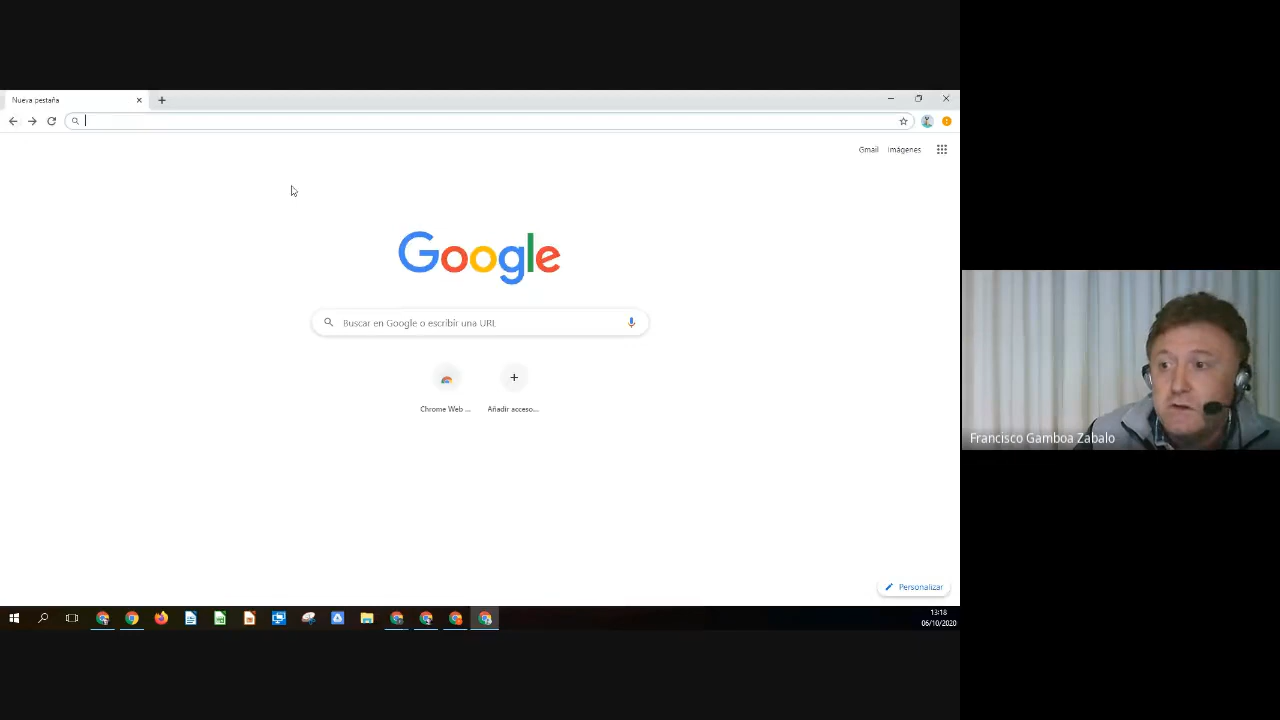 Nueva pestaña
Gmail Imágenes
Google
Buscar en Google o escribir una URL
Chrome Web ... Añadir acceso...
Francisco Gamboa Zabalo
Personalizar
13:18
06/10/2020